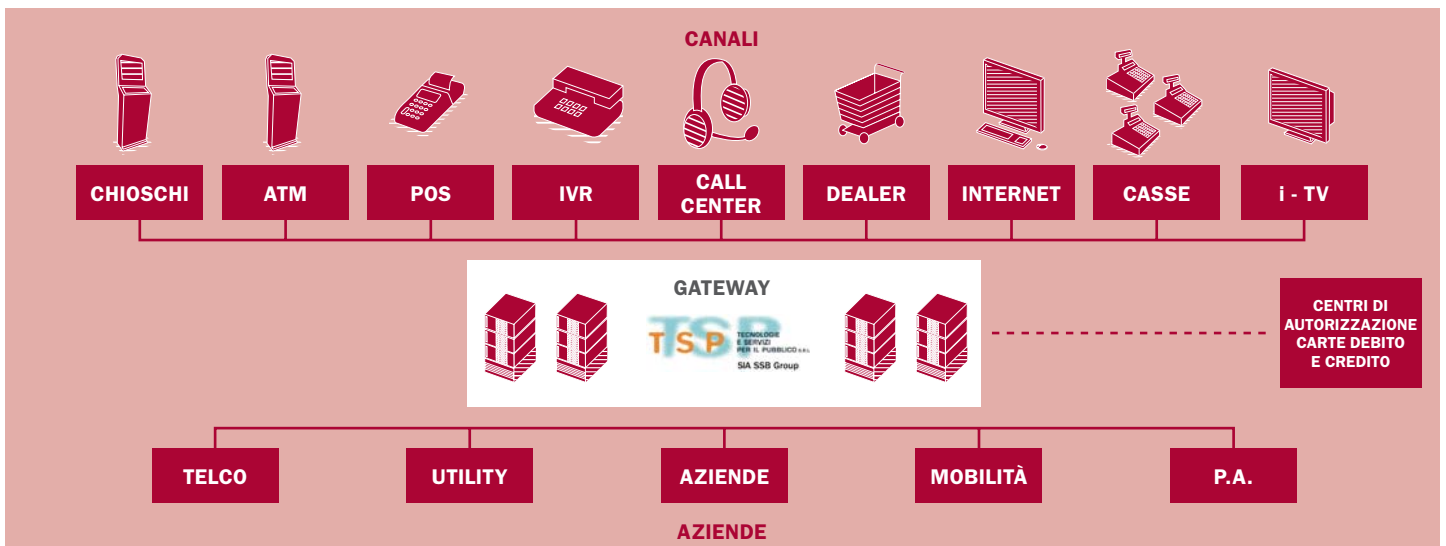 CANALI
CHIOSCHI
ATM
POS
IVR
CALL
CENTER
DEALER
INTERNET
CASSE
i - TV
GATEWAY
TSP
TECNOLOGIE
E SERVIZI
PER IL PUBBLICO S.R.L.
SIA SSB Group
CENTRI DI
AUTORIZZAZIONE
CARTE DEBITO
E CREDITO
TELCO
UTILITY
AZIENDE
MOBILITÀ
P.A.
AZIENDE